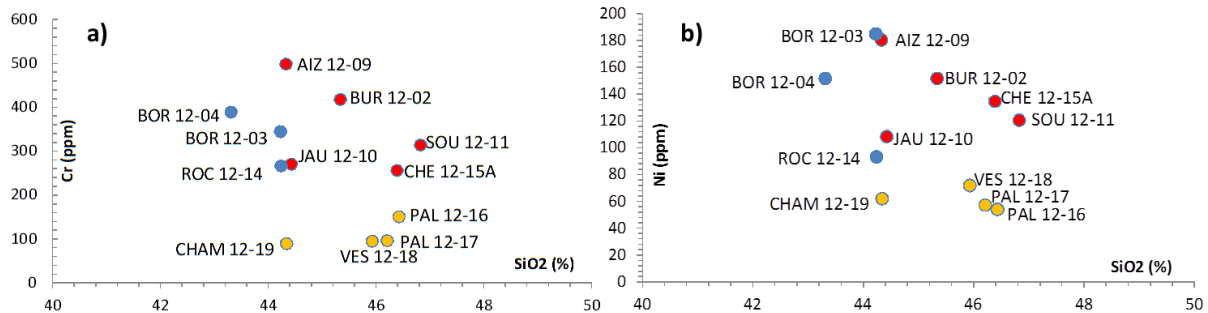 a)
600
500
400
300
200
100
0
Cr (ppm)
AIZ 12-09
BUR 12-02
BOR 12-04
BOR 12-03
JAU 12-10
SOU 12-11
ROC 12-14
CHE 12-15A
PAL 12-16
CHAM 12-19
PAL 12-17
VES 12-18
SiO2 (%)
40 42 44 46 48 50
b)
200
180
160
140
120
100
80
60
40
20
0
Ni (ppm)
BOR 12-03
AIZ 12-09
BOR 12-04
BUR 12-02
CHE 12-15A
SOU 12-11
JAU 12-10
ROC 12-14
VES 12-18
CHAM 12-19
PAL 12-17
PAL 12-16
SiO2 (%)
40 42 44 46 48 50